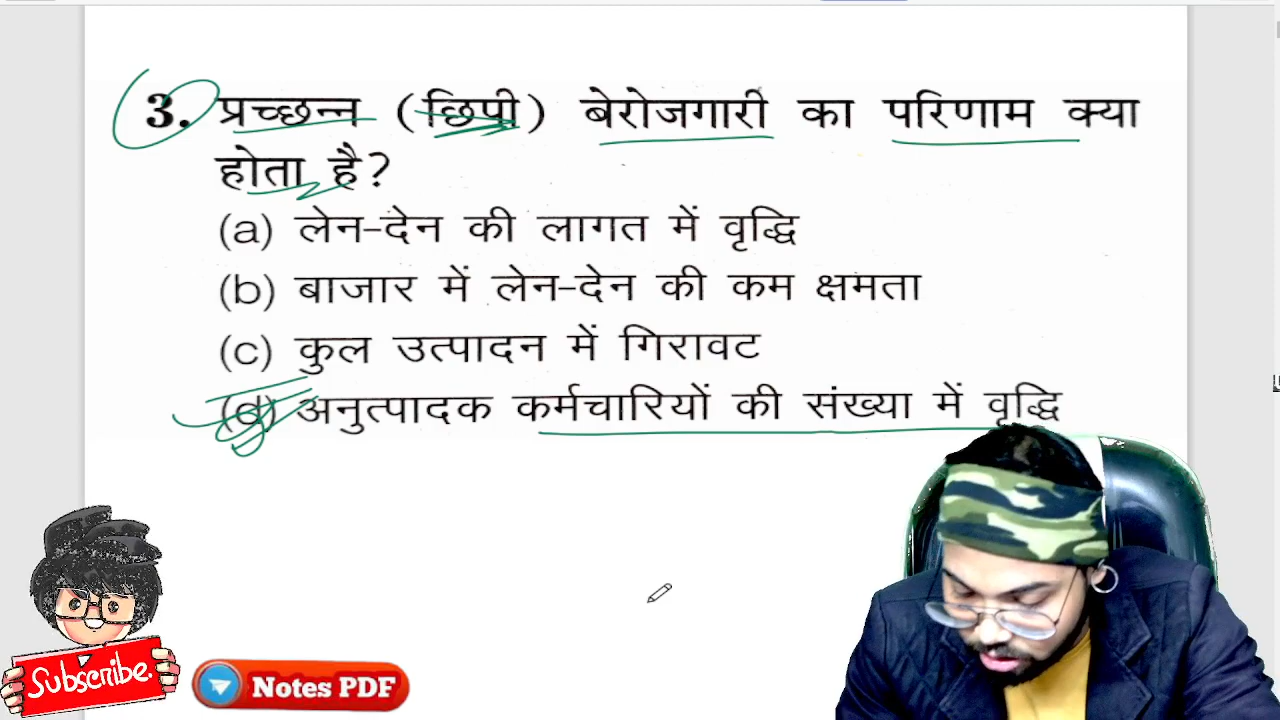 3. प्रच्छन्न (छिपी) बेरोजगारी का परिणाम क्या
होता है?
(a) लेन-देन की लागत में वृद्धि
(b) बाजार में लेन-देन की कम क्षमता
(c) कुल उत्पादन में गिरावट
(d) अनुत्पादक कर्मचारियों की संख्या में वृद्धि
Subscribe
Notes PDF